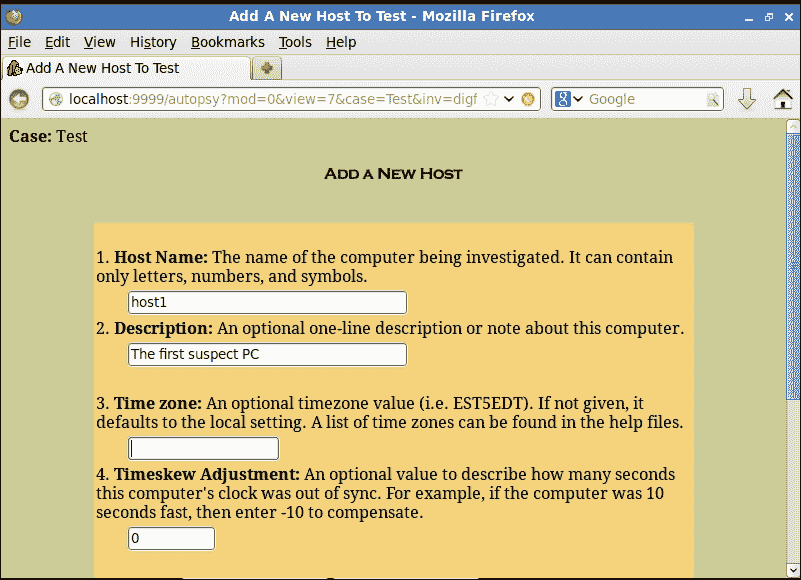 Add A New Host To Test - Mozilla Firefox
File Edit View History Bookmarks Tools Help
Add A New Host To Test
localhost:9999/autopsy?mod=0&view=7&case=Test&inv=digf
Google
Case: Test
Add a New Host
1. Host Name: The name of the computer being investigated. It can contain
only letters, numbers, and symbols.
host1
2. Description: An optional one-line description or note about this computer.
The first suspect PC
3. Time zone: An optional timezone value (i.e. EST5EDT). If not given, it
defaults to the local setting. A list of time zones can be found in the help files.
4. Timeskew Adjustment: An optional value to describe how many seconds
this computer's clock was out of sync. For example, if the computer was 10
seconds fast, then enter -10 to compensate.
0